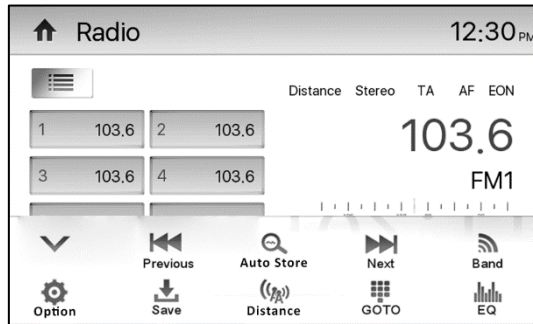 Radio
12:30 PM
Distance Stereo TA AF EON
1 103.6 2 103.6
103.6
3 103.6 4 103.6
FM1
Previous Auto Store Next Band
Option Save Distance GOTO EQ